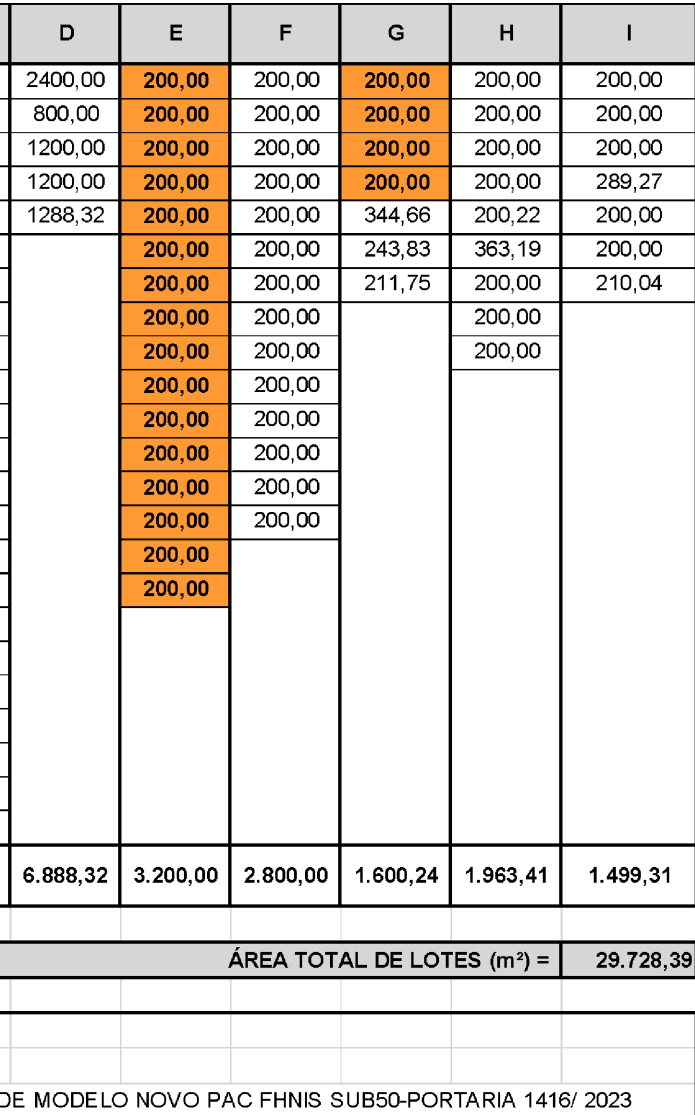 D E F G H I
2400,00 200,00 200,00 200,00 200,00 200,00
800,00 200,00 200,00 200,00 200,00 200,00
1200,00 200,00 200,00 200,00 200,00 200,00
1200,00 200,00 200,00 200,00 200,00 289,27
1288,32 200,00 200,00 344,66 200,22 200,00
200,00 200,00 243,83 363,19 200,00
200,00 200,00 211,75 200,00 210,04
200,00 200,00 200,00
200,00 200,00 200,00
200,00 200,00
200,00 200,00
200,00 200,00
200,00 200,00
200,00 200,00
200,00
200,00
6.888,32 3.200,00 2.800,00 1.600,24 1.963,41 1.499,31
ÁREA TOTAL DE LOTES (m²) = 29.728,39
DE MODELO NOVO PAC FHNIS SUB50-PORTARIA 1416/ 2023